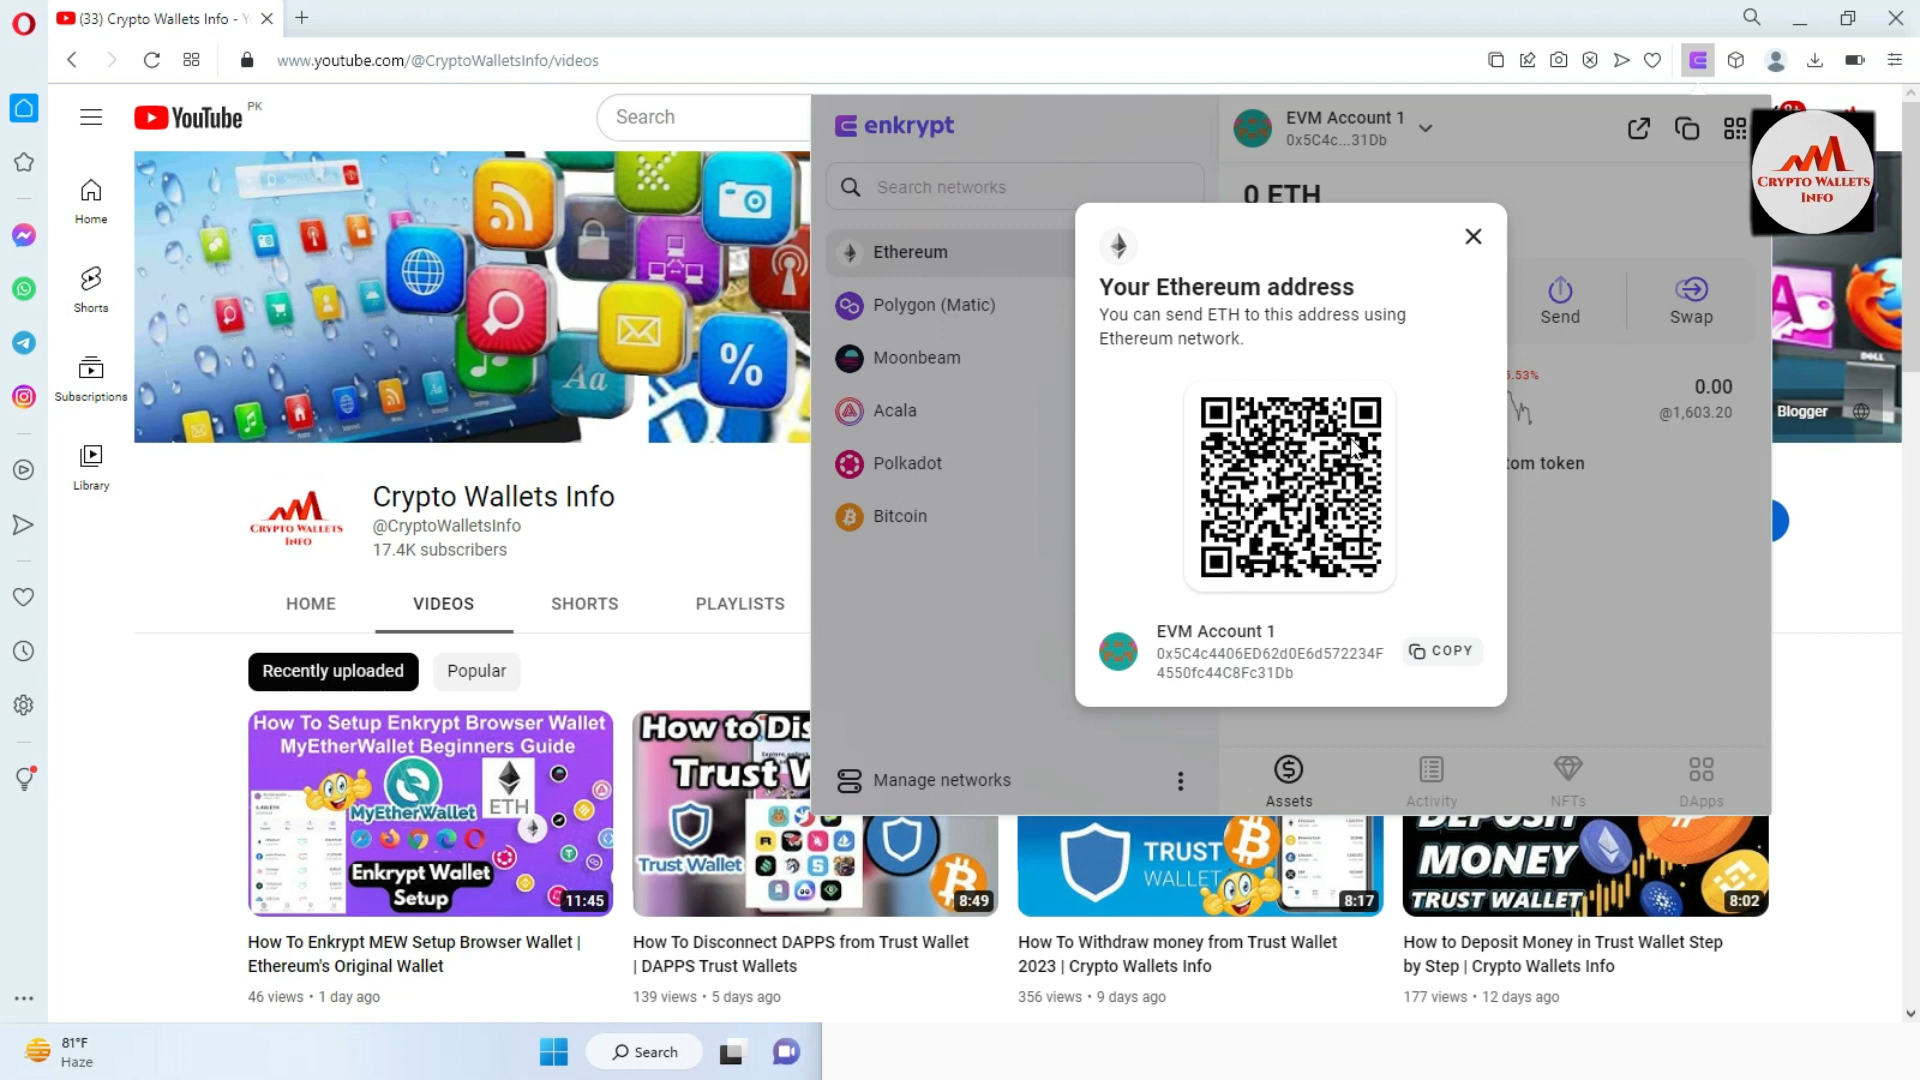 (33) Crypto Wallets Info - Y
www.youtube.com/@CryptoWalletsInfo/videos
YouTube PK
Search
Home
Shorts
Subscriptions
Library
Aa
%
enkrypt
Search networks
Ethereum
Polygon (Matic)
Moonbeam
Acala
Polkadot
Bitcoin
Manage networks
EVM Account 1
0x5C4c...31Db
0 ETH
Send
Swap
5.53%
0.00
@1,603.20
tom token
Assets
Activity
NFTs
DApps
Your Ethereum address
You can send ETH to this address using
Ethereum network.
EVM Account 1
0x5C4c4406ED62d0E6d572234F
4550fc44C8Fc31Db
COPY
CRYPTO WALLETS
INFO
DELL
Blogger
CRYPTO WALLETS
INFO
Crypto Wallets Info
@CryptoWalletsInfo
17.4K subscribers
HOME
VIDEOS
SHORTS
PLAYLISTS
Recently uploaded
Popular
How To Setup Enkrypt Browser Wallet
MyEtherWallet Beginners Guide
ETH
MyEtherWallet
Enkrypt Wallet
Setup
11:45
How To Enkrypt MEW Setup Browser Wallet |
Ethereum's Original Wallet
46 views • 1 day ago
How to Dis
Trust W
Trust Wallet
8:49
How To Disconnect DAPPS from Trust Wallet
| DAPPS Trust Wallets
139 views • 5 days ago
TRUST
WALLET
8:17
How To Withdraw money from Trust Wallet
2023 | Crypto Wallets Info
356 views • 9 days ago
DEPOSIT
MONEY
TRUST WALLET
8:02
How to Deposit Money in Trust Wallet Step
by Step | Crypto Wallets Info
177 views • 12 days ago
81°F
Haze
Search